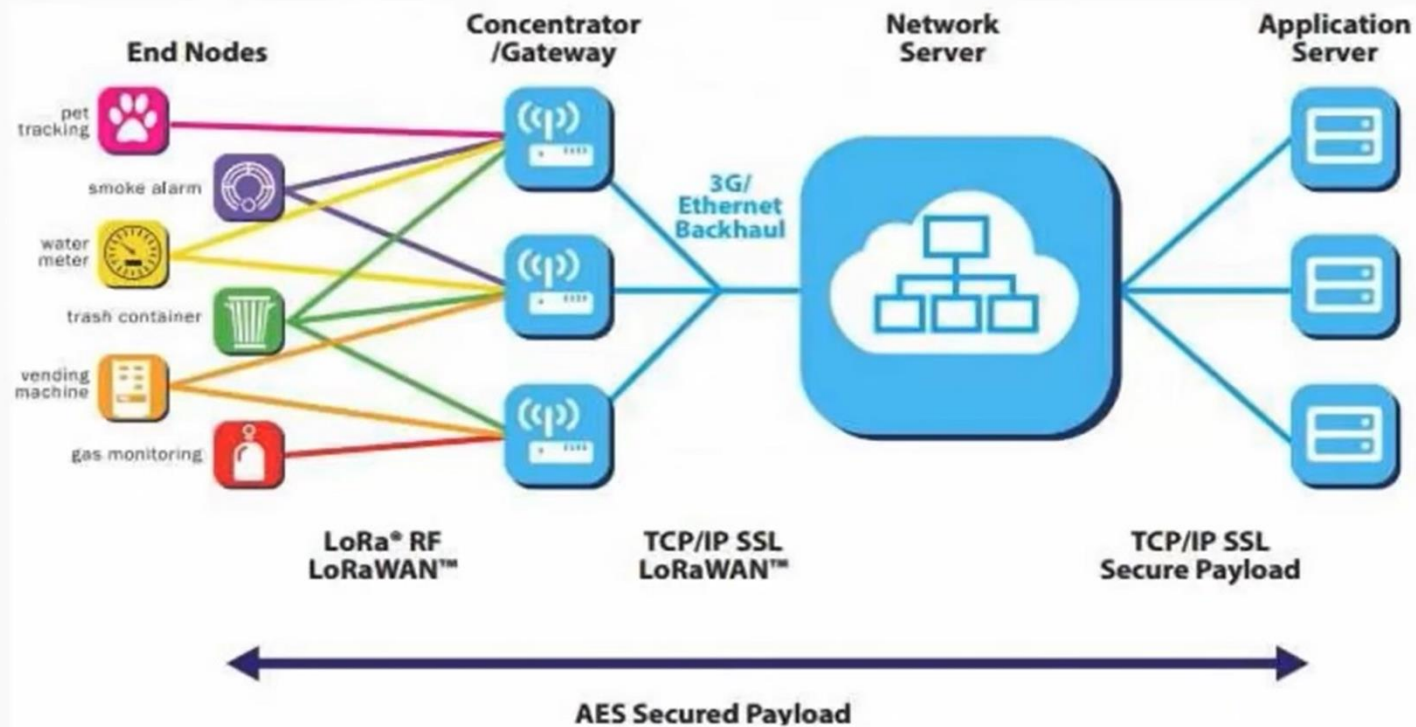 End Nodes
Concentrator
/Gateway
Network
Server
Application
Server
pet
tracking
smoke alarm
water
meter
trash container
vending
machine
gas monitoring
3G/
Ethernet
Backhaul
LoRa® RF
LoRaWAN™
TCP/IP SSL
LoRaWAN™
TCP/IP SSL
Secure Payload
AES Secured Payload